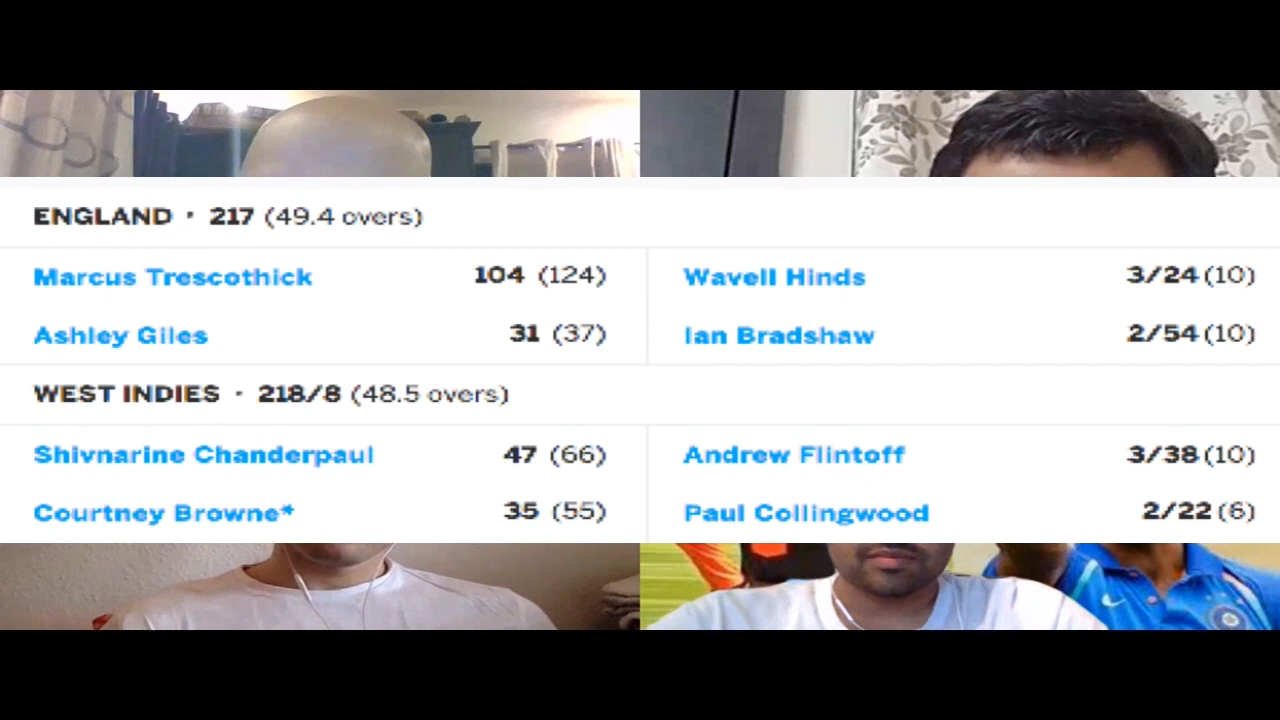 ENGLAND · 217 (49.4 overs)
Marcus Trescothick 104 (124) Wavell Hinds 3/24 (10)
Ashley Giles 31 (37) Ian Bradshaw 2/54 (10)
WEST INDIES · 218/8 (48.5 overs)
Shivnarine Chanderpaul 47 (66) Andrew Flintoff 3/38 (10)
Courtney Browne* 35 (55) Paul Collingwood 2/22 (6)